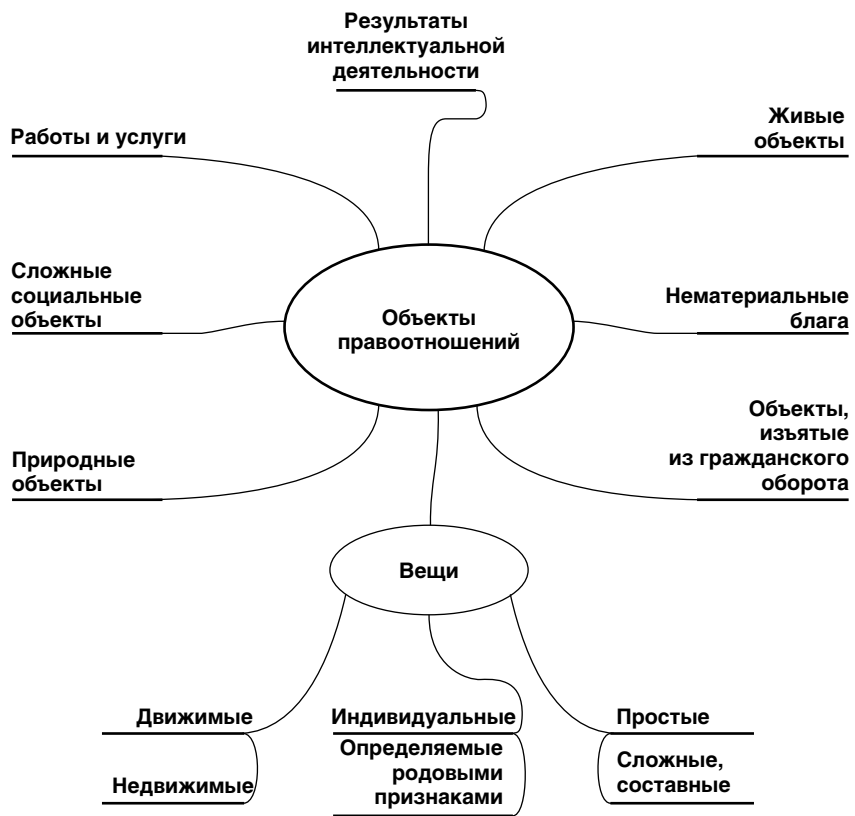 Результаты
интеллектуальной
деятельности
Работы и услуги
Живые
объекты
Сложные
социальные
объекты
Объекты
правоотношений
Нематериальные
блага
Природные
объекты
Объекты,
изъятые
из гражданского
оборота
Вещи
Движимые
Недвижимые
Индивидуальные
Определяемые
родовыми
признаками
Простые
Сложные,
составные